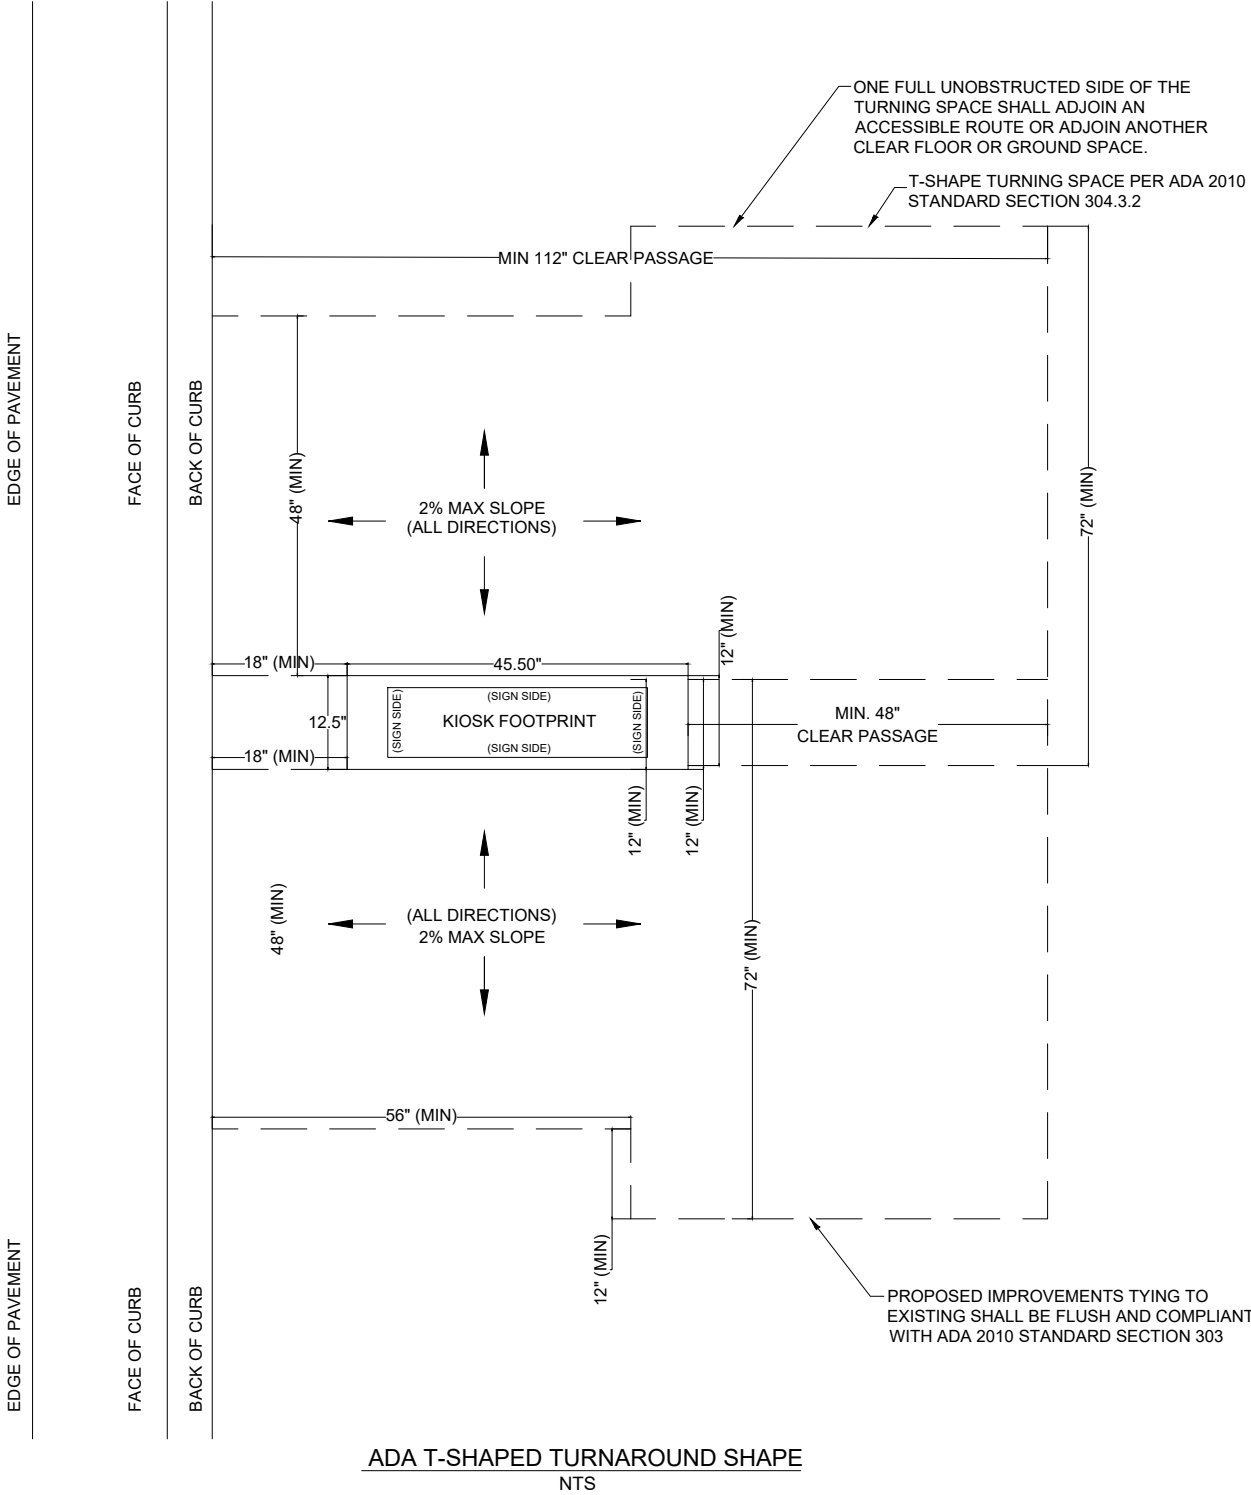 ONE FULL UNOBSTRUCTED SIDE OF THE
TURNING SPACE SHALL ADJOIN AN
ACCESSIBLE ROUTE OR ADJOIN ANOTHER
CLEAR FLOOR OR GROUND SPACE.
T-SHAPE TURNING SPACE PER ADA 2010
STANDARD SECTION 304.3.2
MIN 112" CLEAR PASSAGE
EDGE OF PAVEMENT
FACE OF CURB
BACK OF CURB
48" (MIN)
2% MAX SLOPE
(ALL DIRECTIONS)
72" (MIN)
12" (MIN)
18" (MIN)
45.50"
(SIGN SIDE)
(SIGN SIDE)
KIOSK FOOTPRINT
(SIGN SIDE)
(SIGN SIDE)
12.5"
18" (MIN)
MIN. 48"
CLEAR PASSAGE
12" (MIN)
12" (MIN)
48" (MIN)
(ALL DIRECTIONS)
2% MAX SLOPE
72" (MIN)
56" (MIN)
12" (MIN)
EDGE OF PAVEMENT
FACE OF CURB
BACK OF CURB
PROPOSED IMPROVEMENTS TYING TO
EXISTING SHALL BE FLUSH AND COMPLIANT
WITH ADA 2010 STANDARD SECTION 303
ADA T-SHAPED TURNAROUND SHAPE
NTS